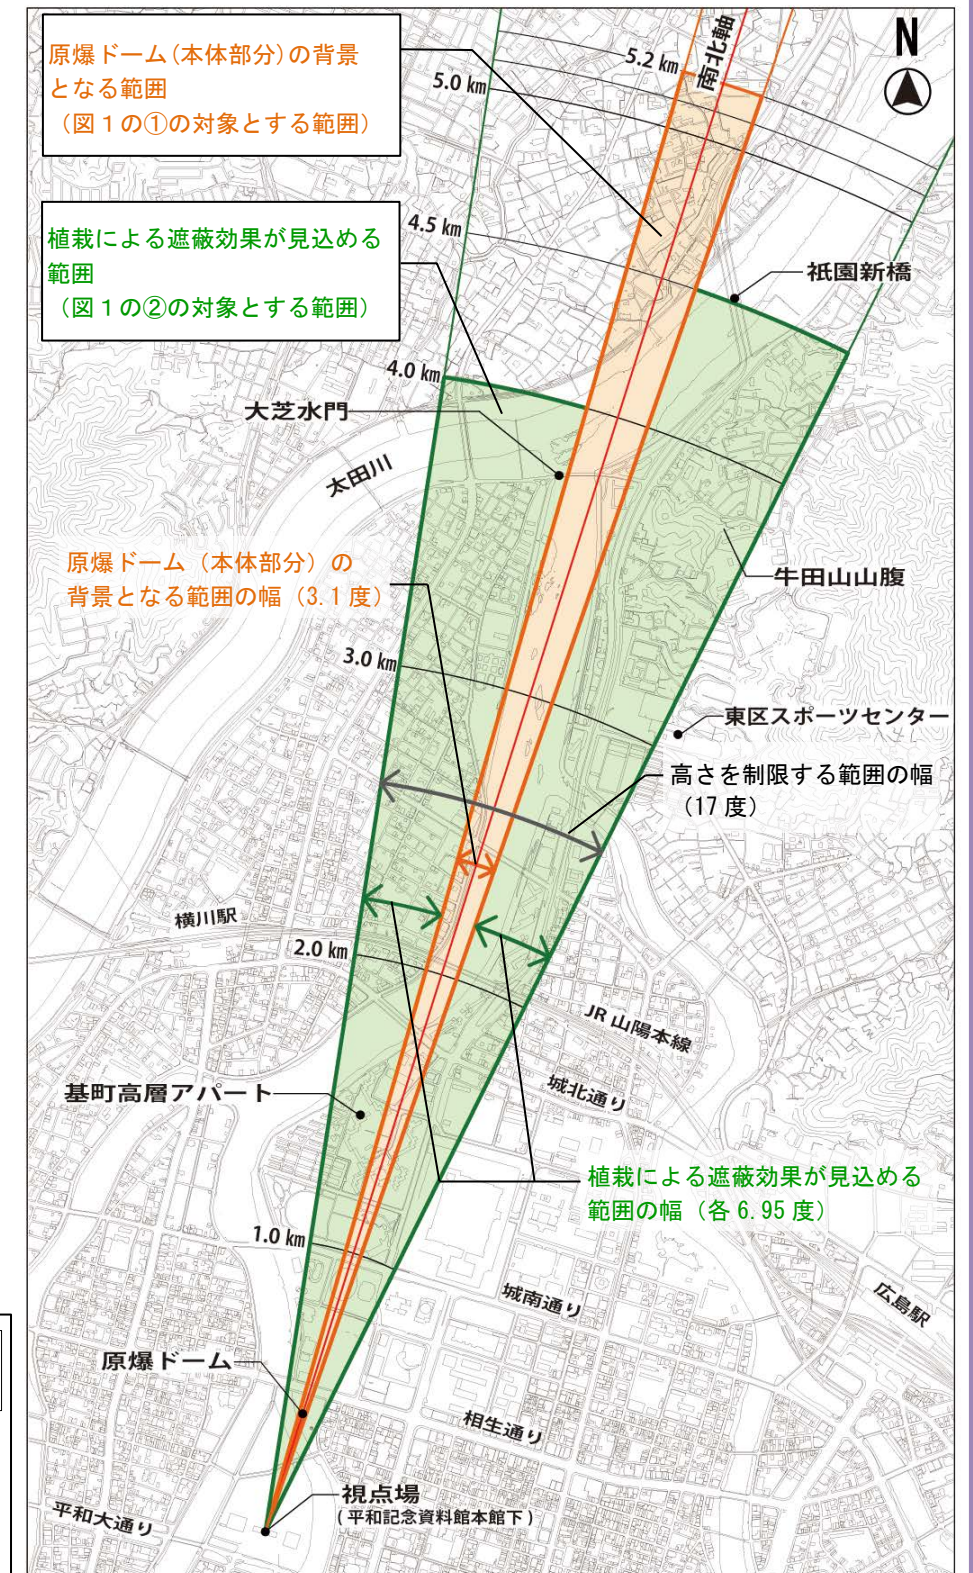 原爆ドーム(本体部分)の背景
となる範囲
(図1の①の対象とする範囲)
植栽による遮蔽効果が見込める
範囲
(図1の②の対象とする範囲)
N
南北軸
5.2 km
5.0 km
4.5 km
祇園新橋
4.0 km
大芝水門
太田川
原爆ドーム(本体部分)の
背景となる範囲の幅(3.1度)
牛田山山腹
3.0 km
東区スポーツセンター
高さを制限する範囲の幅
(17度)
横川駅
2.0 km
JR山陽本線
城北通り
基町高層アパート
植栽による遮蔽効果が見込める
範囲の幅(各6.95度)
1.0 km
城南通り
広島駅
原爆ドーム
相生通り
視点場
(平和記念資料館本館下)
平和大通り